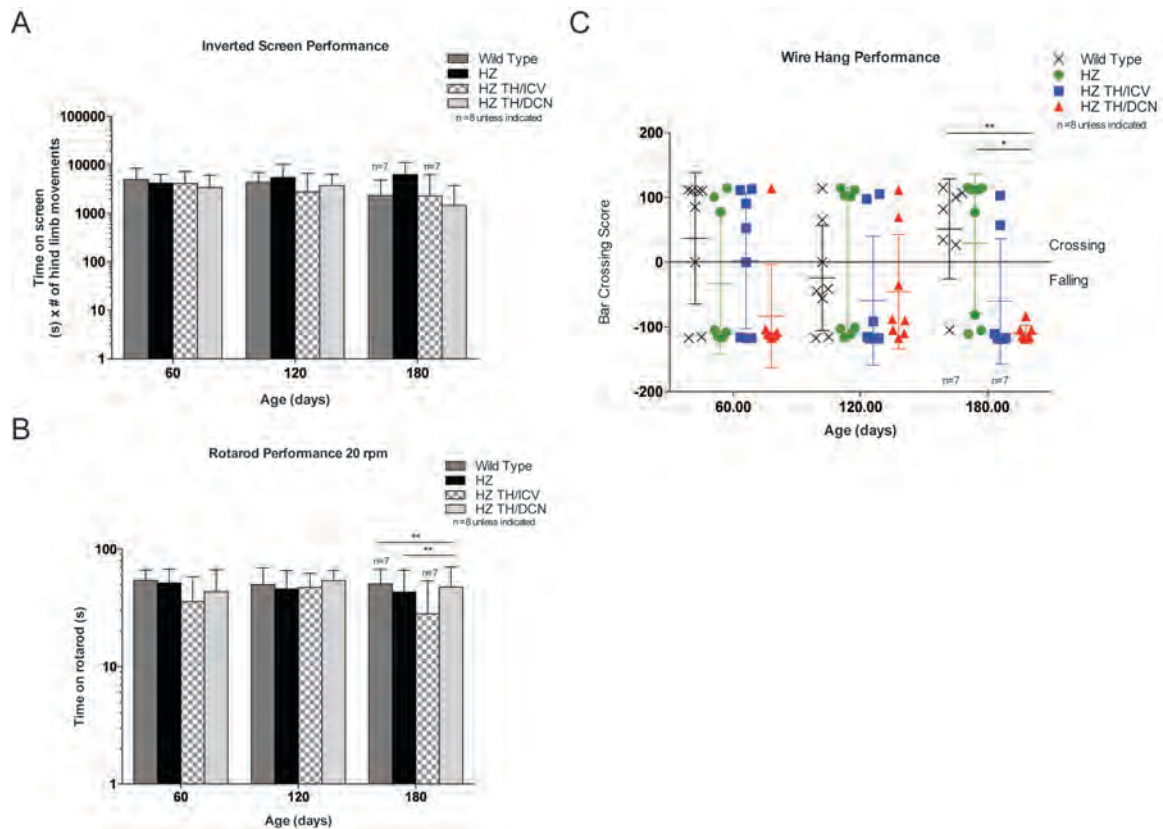 A
Inverted Screen Performance
Wild Type
HZ
HZ TH/ICV
HZ TH/DCN
n =8 unless indicated
Time on screen
(s) x # of hind limb movements
100000
10000
1000
100
10
1
n=7
n=7
60
120
180
Age (days)
B
Rotarod Performance 20 rpm
Wild Type
HZ
HZ TH/ICV
HZ TH/DCN
n =8 unless indicated
Time on rotarod (s)
100
10
1
**
**
n=7
n=7
60
120
180
Age (days)
C
Wire Hang Performance
Wild Type
HZ
HZ TH/ICV
HZ TH/DCN
n=8 unless indicated
Bar Crossing Score
200
100
0
-100
-200
**
*
Crossing
Falling
n=7
n=7
60.00
120.00
180.00
Age (days)